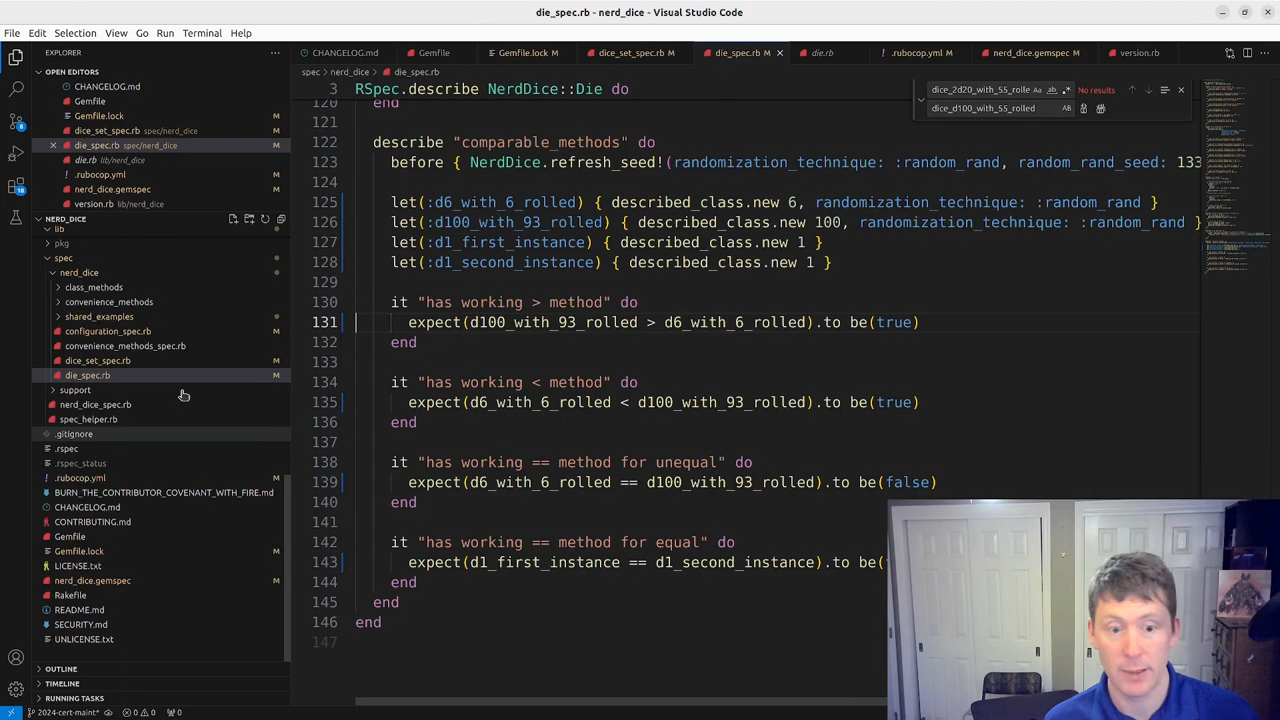 die_spec.rb - nerd_dice - Visual Studio Code
File Edit Selection View Go Run Terminal Help
EXPLORER
OPEN EDITORS
CHANGELOG.md
Gemfile
Gemfile.lock M
dice_set_spec.rb spec/nerd_dice M
die_spec.rb spec/nerd_dice M
die.rb lib/nerd_dice
.rubocop.yml M
nerd_dice.gemspec M
version.rb lib/nerd_dice
NERD_DICE
lib
pkg
spec
nerd_dice
class_methods
convenience_methods
shared_examples
configuration_spec.rb M
convenience_methods_spec.rb
dice_set_spec.rb M
die_spec.rb M
support
nerd_dice_spec.rb
spec_helper.rb
.gitignore
.rspec
.rspec_status
.rubocop.yml M
BURN_THE_CONTRIBUTOR_COVENANT_WITH_FIRE.md
CHANGELOG.md
CONTRIBUTING.md
Gemfile
Gemfile.lock M
LICENSE.txt
nerd_dice.gemspec M
Rakefile
README.md
SECURITY.md
UNLICENSE.txt
OUTLINE
TIMELINE
RUNNING TASKS
CHANGELOG.md Gemfile Gemfile.lock M dice_set_spec.rb M die_spec.rb M die.rb .rubocop.yml M nerd_dice.gemspec M version.rb
spec nerd_dice die_spec.rb
dice_2d20_with_55_rolle Aa ab No results
dice_d100_with_55_rolled AB
3 RSpec.describe NerdDice::Die do
120 end
121
122 describe "comparable_methods" do
123 before { NerdDice.refresh_seed!(randomization_technique: :random_rand, random_rand_seed: 133
124
125 let(:d6_with_6_rolled) { described_class.new 6, randomization_technique: :random_rand }
126 let(:d100_with_93_rolled) { described_class.new 100, randomization_technique: :random_rand }
127 let(:d1_first_instance) { described_class.new 1 }
128 let(:d1_second_instance) { described_class.new 1 }
129
130 it "has working > method" do
131 expect(d100_with_93_rolled > d6_with_6_rolled).to be(true)
132 end
133
134 it "has working < method" do
135 expect(d6_with_6_rolled < d100_with_93_rolled).to be(true)
136 end
137
138 it "has working == method for unequal" do
139 expect(d6_with_6_rolled == d100_with_93_rolled).to be(false)
140 end
141
142 it "has working == method for equal" do
143 expect(d1_first_instance == d1_second_instance).to be(
144 end
145 end
146 end
147
6
18
2024-cert-maint* 0 0 0